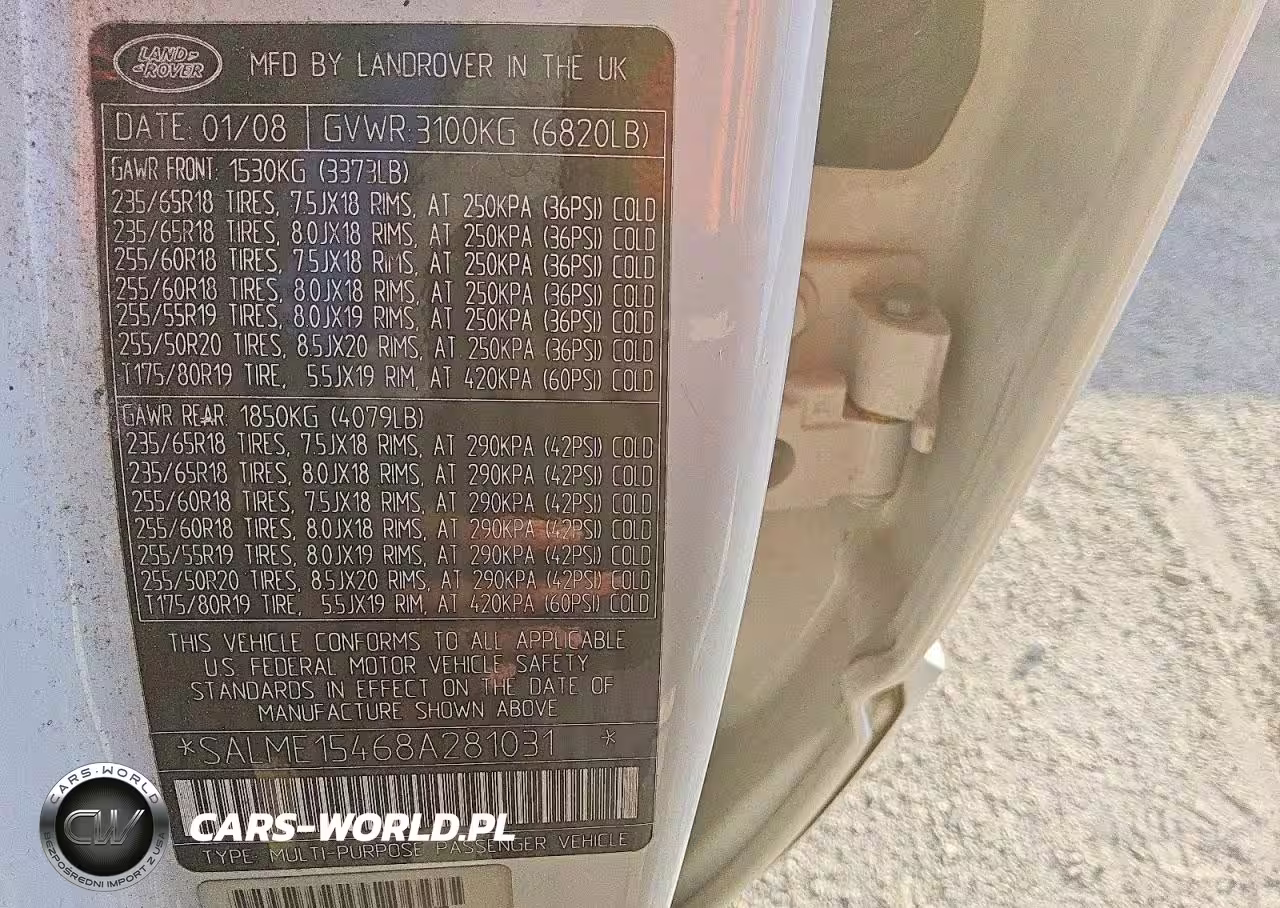 LAND-
ROVER
MFD BY LANDROVER IN THE UK
DATE: 01/08 GVWR:3100KG (6820LB)
GAWR FRONT: 1530KG (3373LB)
235/65R18 TIRES, 7.5JX18 RIMS, AT 250KPA (36PSI) COLD
235/65R18 TIRES, 8.0JX18 RIMS, AT 250KPA (36PSI) COLD
255/60R18 TIRES, 7.5JX18 RIMS, AT 250KPA (36PSI) COLD
255/60R18 TIRES, 8.0JX18 RIMS, AT 250KPA (36PSI) COLD
255/55R19 TIRES, 8.0JX19 RIMS, AT 250KPA (36PSI) COLD
255/50R20 TIRES, 8.5JX20 RIMS, AT 250KPA (36PSI) COLD
T175/80R19 TIRE, 5.5JX19 RIM, AT 420KPA (60PSI) COLD
GAWR REAR: 1850KG (4079LB)
235/65R18 TIRES, 7.5JX18 RIMS, AT 290KPA (42PSI) COLD
235/65R18 TIRES, 8.0JX18 RIMS, AT 290KPA (42PSI) COLD
255/60R18 TIRES, 7.5JX18 RIMS, AT 290KPA (42PSI) COLD
255/60R18 TIRES, 8.0JX18 RIMS, AT 290KPA (42PSI) COLD
255/55R19 TIRES, 8.0JX19 RIMS, AT 290KPA (42PSI) COLD
255/50R20 TIRES, 8.5JX20 RIMS, AT 290KPA (42PSI) COLD
T175/80R19 TIRE, 5.5JX19 RIM, AT 420KPA (60PSI) COLD
THIS VEHICLE CONFORMS TO ALL APPLICABLE
U.S. FEDERAL MOTOR VEHICLE SAFETY
STANDARDS IN EFFECT ON THE DATE OF
MANUFACTURE SHOWN ABOVE
*SALME15468A281031 *
CARS-WORLD
CW
BEZPOŚREDNI IMPORT Z USA
CARS-WORLD.PL
TYPE: MULTI-PURPOSE PASSENGER VEHICLE